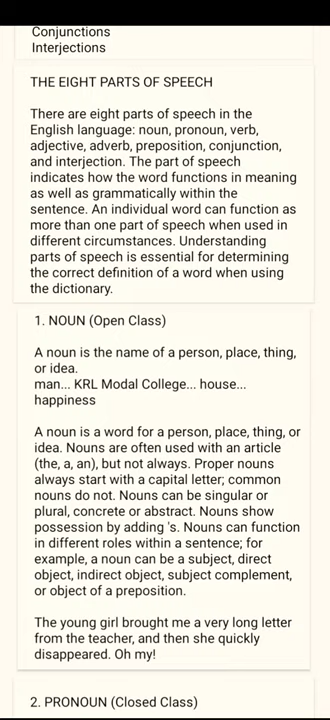 Conjunctions
Interjections
THE EIGHT PARTS OF SPEECH
There are eight parts of speech in the
English language: noun, pronoun, verb,
adjective, adverb, preposition, conjunction,
and interjection. The part of speech
indicates how the word functions in meaning
as well as grammatically within the
sentence. An individual word can function as
more than one part of speech when used in
different circumstances. Understanding
parts of speech is essential for determining
the correct definition of a word when using
the dictionary.
1. NOUN (Open Class)
A noun is the name of a person, place, thing,
or idea.
man... KRL Modal College... house...
happiness
A noun is a word for a person, place, thing, or
idea. Nouns are often used with an article
(the, a, an), but not always. Proper nouns
always start with a capital letter; common
nouns do not. Nouns can be singular or
plural, concrete or abstract. Nouns show
possession by adding 's. Nouns can function
in different roles within a sentence; for
example, a noun can be a subject, direct
object, indirect object, subject complement,
or object of a preposition.
The young girl brought me a very long letter
from the teacher, and then she quickly
disappeared. Oh my!
2. PRONOUN (Closed Class)